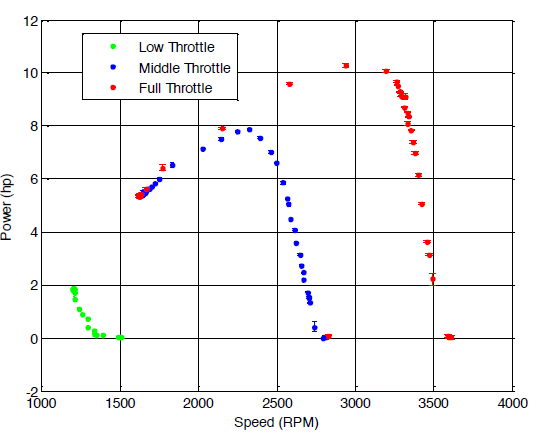 12
10
8
6
4
2
0
-2
Power (hp)
Low Throttle
Middle Throttle
Full Throttle
1000 1500 2000 2500 3000 3500 4000
Speed (RPM)